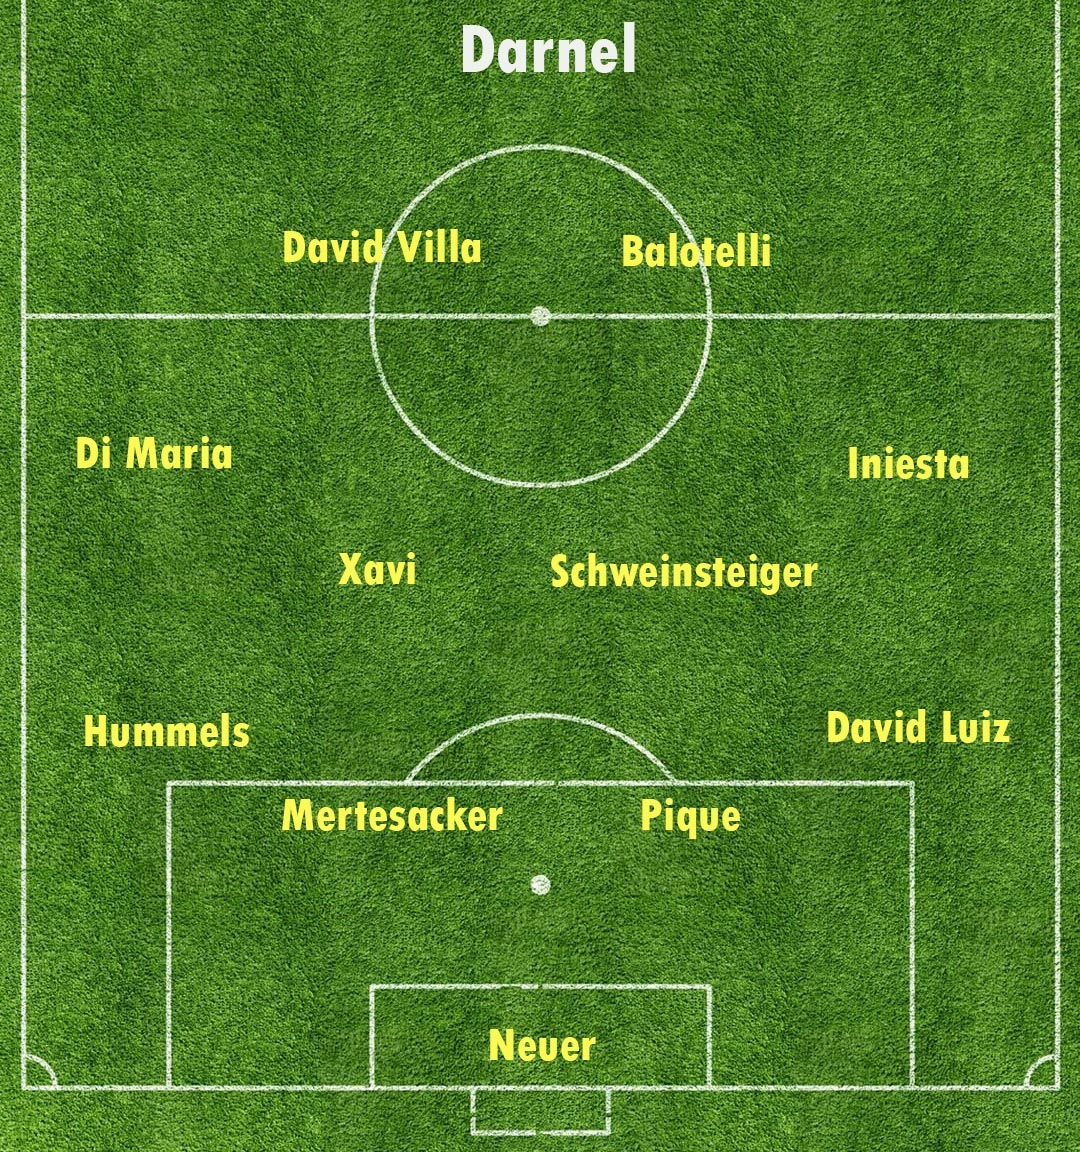 Darnel
David Villa
Balotelli
Di Maria
Iniesta
Xavi
Schweinsteiger
Hummels
David Luiz
Mertesacker
Pique
Neuer